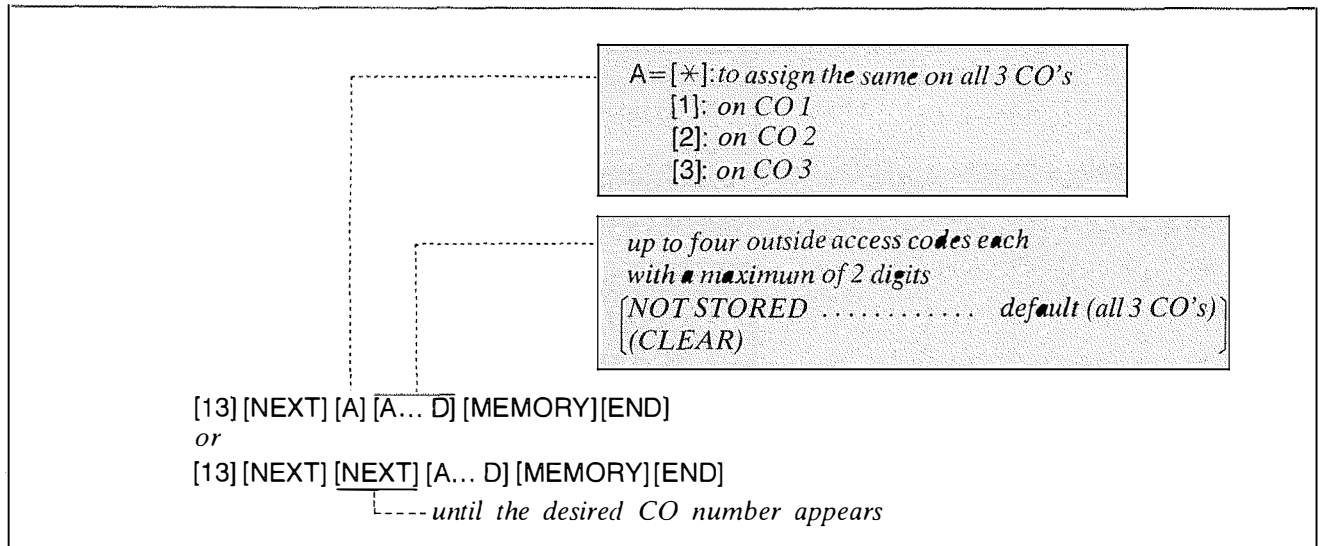 A=[*]: to assign the same on all 3 CO's
[1]: on CO 1
[2]: on CO 2
[3]: on CO 3
up to four outside access codes each
with a maximum of 2 digits
NOT STORED ............ default (all 3 CO's)
(CLEAR)
[13] [NEXT] [A] [A... D] [MEMORY] [END]
or
[13] [NEXT] [NEXT] [A... D] [MEMORY] [END]
until the desired CO number appears